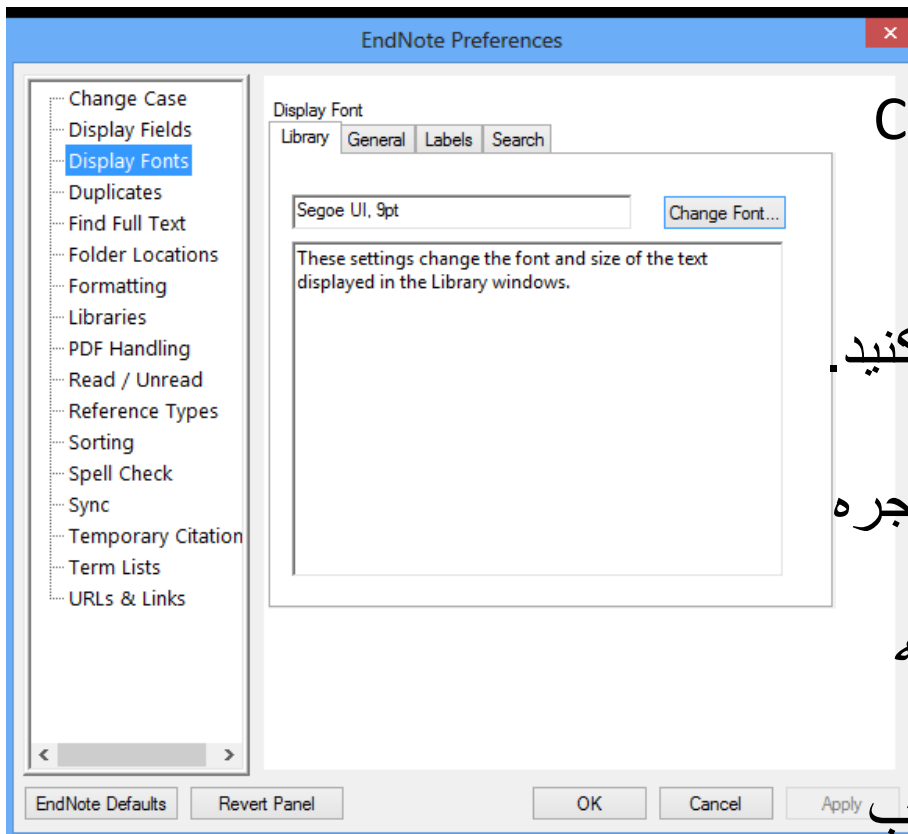 EndNote Preferences
Change Case
Display Fields
Display Fonts
Duplicates
Find Full Text
Folder Locations
Formatting
Libraries
PDF Handling
Read / Unread
Reference Types
Sorting
Spell Check
Sync
Temporary Citation
Term Lists
URLs & Links
Display Font
Library General Labels Search
Segoe UI, 9pt Change Font...
These settings change the font and size of the text
displayed in the Library windows.
C
کنید.
جره
EndNote Defaults Revert Panel OK Cancel Apply